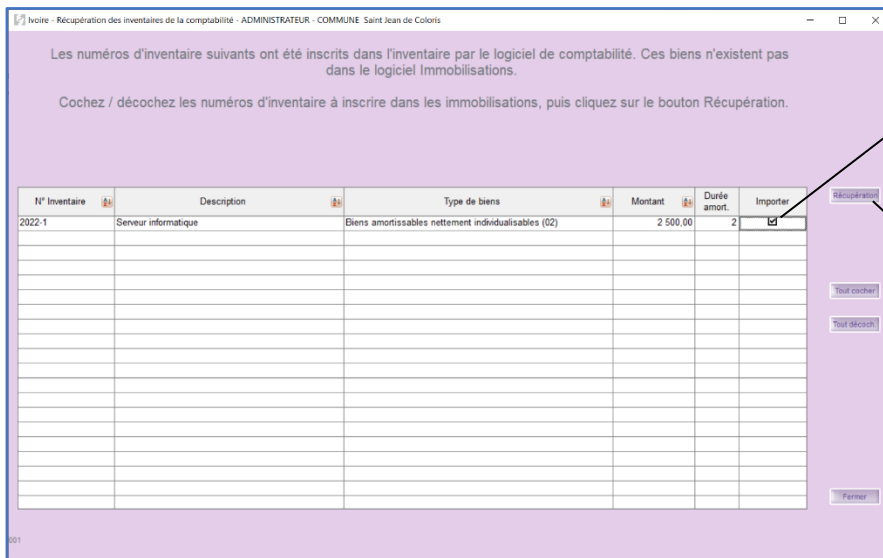 Ivoire - Récupération des inventaires de la comptabilité - ADMINISTRATEUR - COMMUNE Saint Jean de Coloris
Les numéros d'inventaire suivants ont été inscrits dans l'inventaire par le logiciel de comptabilité. Ces biens n'existent pas
dans le logiciel Immobilisations.
Cochez / décochez les numéros d'inventaire à inscrire dans les immobilisations, puis cliquez sur le bouton Récupération.
N° Inventaire Description Type de biens Montant Durée amort. Importer
Récupération
2022-1 Serveur informatique Biens amortissables nettement individualisables (02) 2 500,00 2
Tout cocher
Tout décoch
Fermer
001